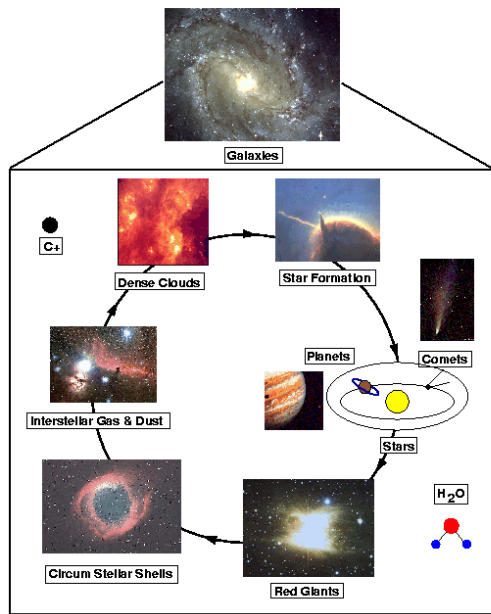 Galaxies
C+
Dense Clouds
Star Formation
Planets
Comets
Interstellar Gas & Dust
Stars
H2O
Circum Stellar Shells
Red Giants